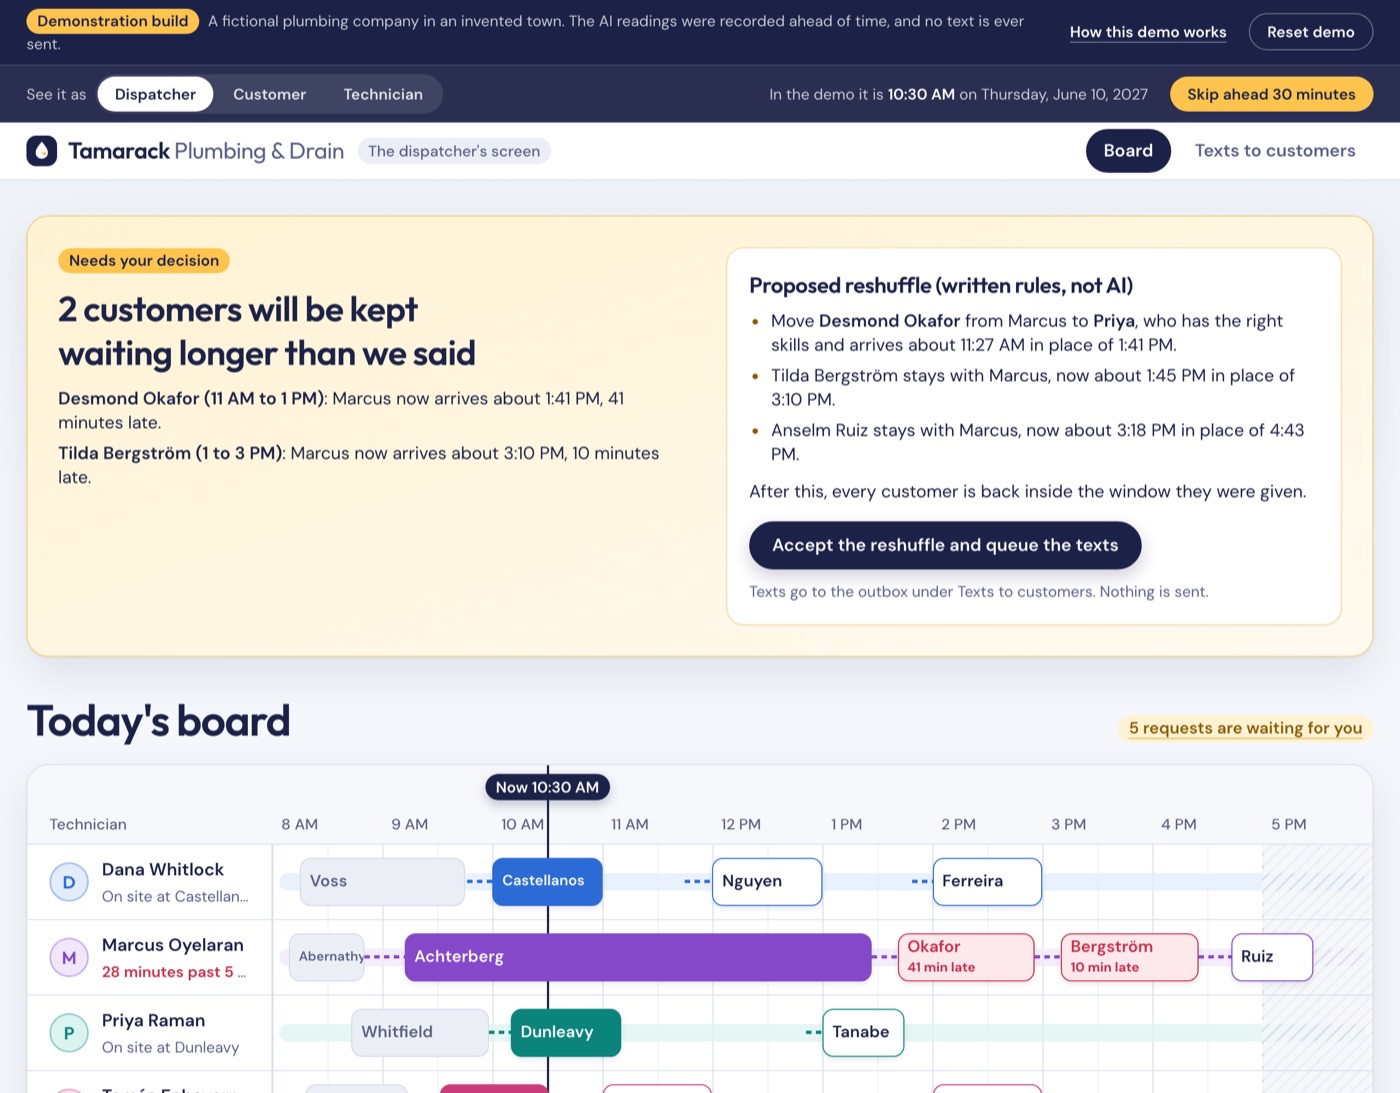 Demonstration build A fictional plumbing company in an invented town. The AI readings were recorded ahead of time, and no text is ever
sent.
How this demo works
Reset demo
See it as Dispatcher Customer Technician
In the demo it is 10:30 AM on Thursday, June 10, 2027
Skip ahead 30 minutes
Tamarack Plumbing & Drain
The dispatcher's screen
Board
Texts to customers
Needs your decision
2 customers will be kept
waiting longer than we said
Desmond Okafor (11 AM to 1 PM): Marcus now arrives about 1:41 PM, 41
minutes late.
Tilda Bergström (1 to 3 PM): Marcus now arrives about 3:10 PM, 10 minutes
late.
Proposed reshuffle (written rules, not AI)
• Move Desmond Okafor from Marcus to Priya, who has the right
skills and arrives about 11:27 AM in place of 1:41 PM.
• Tilda Bergström stays with Marcus, now about 1:45 PM in place of
3:10 PM.
• Anselm Ruiz stays with Marcus, now about 3:18 PM in place of 4:43
PM.
After this, every customer is back inside the window they were given.
Accept the reshuffle and queue the texts
Texts go to the outbox under Texts to customers. Nothing is sent.
Today's board
5 requests are waiting for you
Now 10:30 AM
Technician 8 AM 9 AM 10 AM 11 AM 12 PM 1 PM 2 PM 3 PM 4 PM 5 PM
D Dana Whitlock
On site at Castellan...
Voss Castellanos Nguyen Ferreira
M Marcus Oyelaran
28 minutes past 5 ...
Abernathy Achterberg
Okafor
41 min late
Bergström
10 min late
Ruiz
P Priya Raman
On site at Dunleavy
Whitfield Dunleavy Tanabe